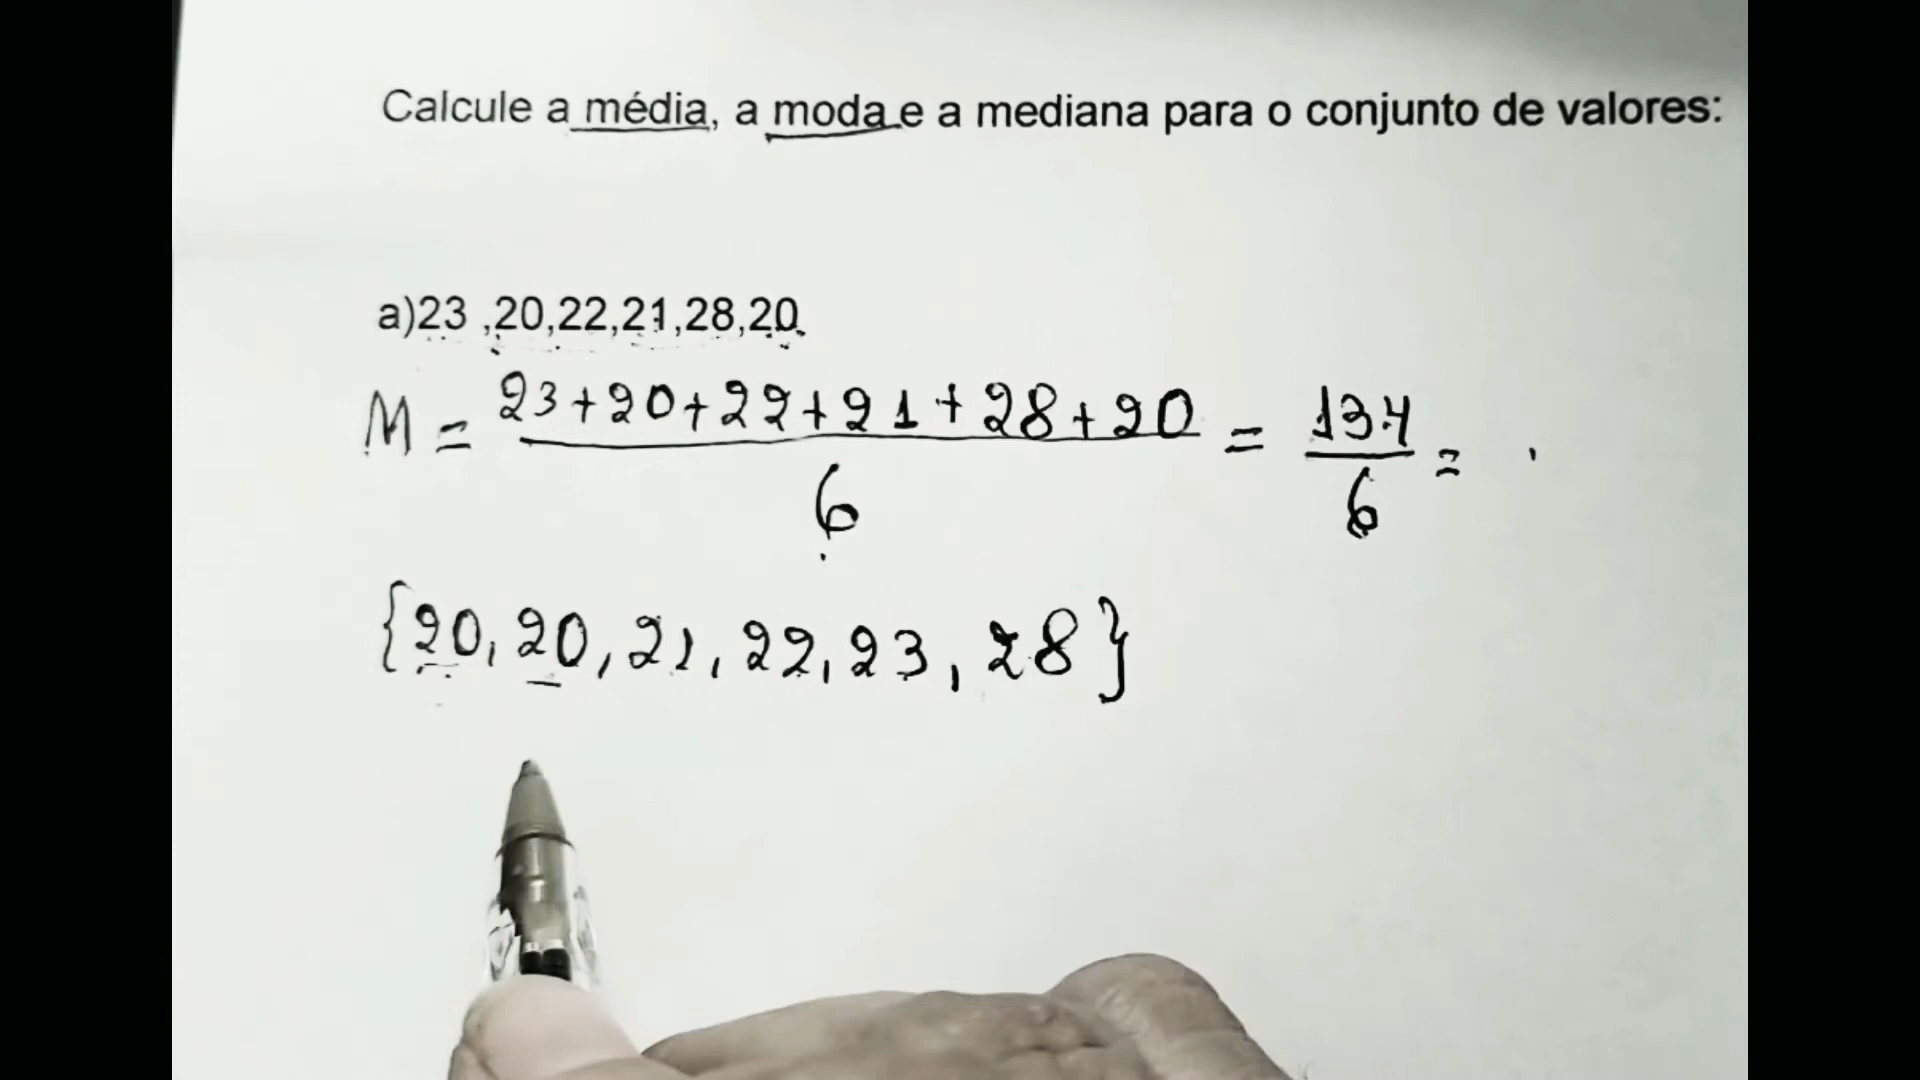 Calcule a média, a moda e a mediana para o conjunto de valores:
a)23 ,20,22,21,28,20.
M = 23+20+22+21+28+20 / 6 = 134 / 6 =
{20, 20, 21, 22, 23, 28}